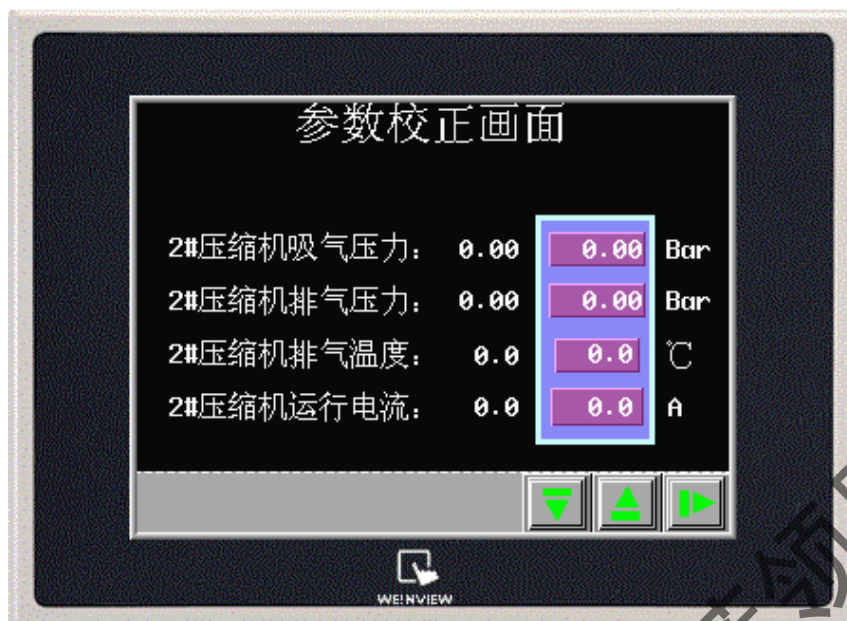 参数校正画面
2#压缩机吸气压力： 0.00 0.00 Bar
2#压缩机排气压力： 0.00 0.00 Bar
2#压缩机排气温度： 0.0 0.0 ℃
2#压缩机运行电流： 0.0 0.0 A
WEINVIEW
领